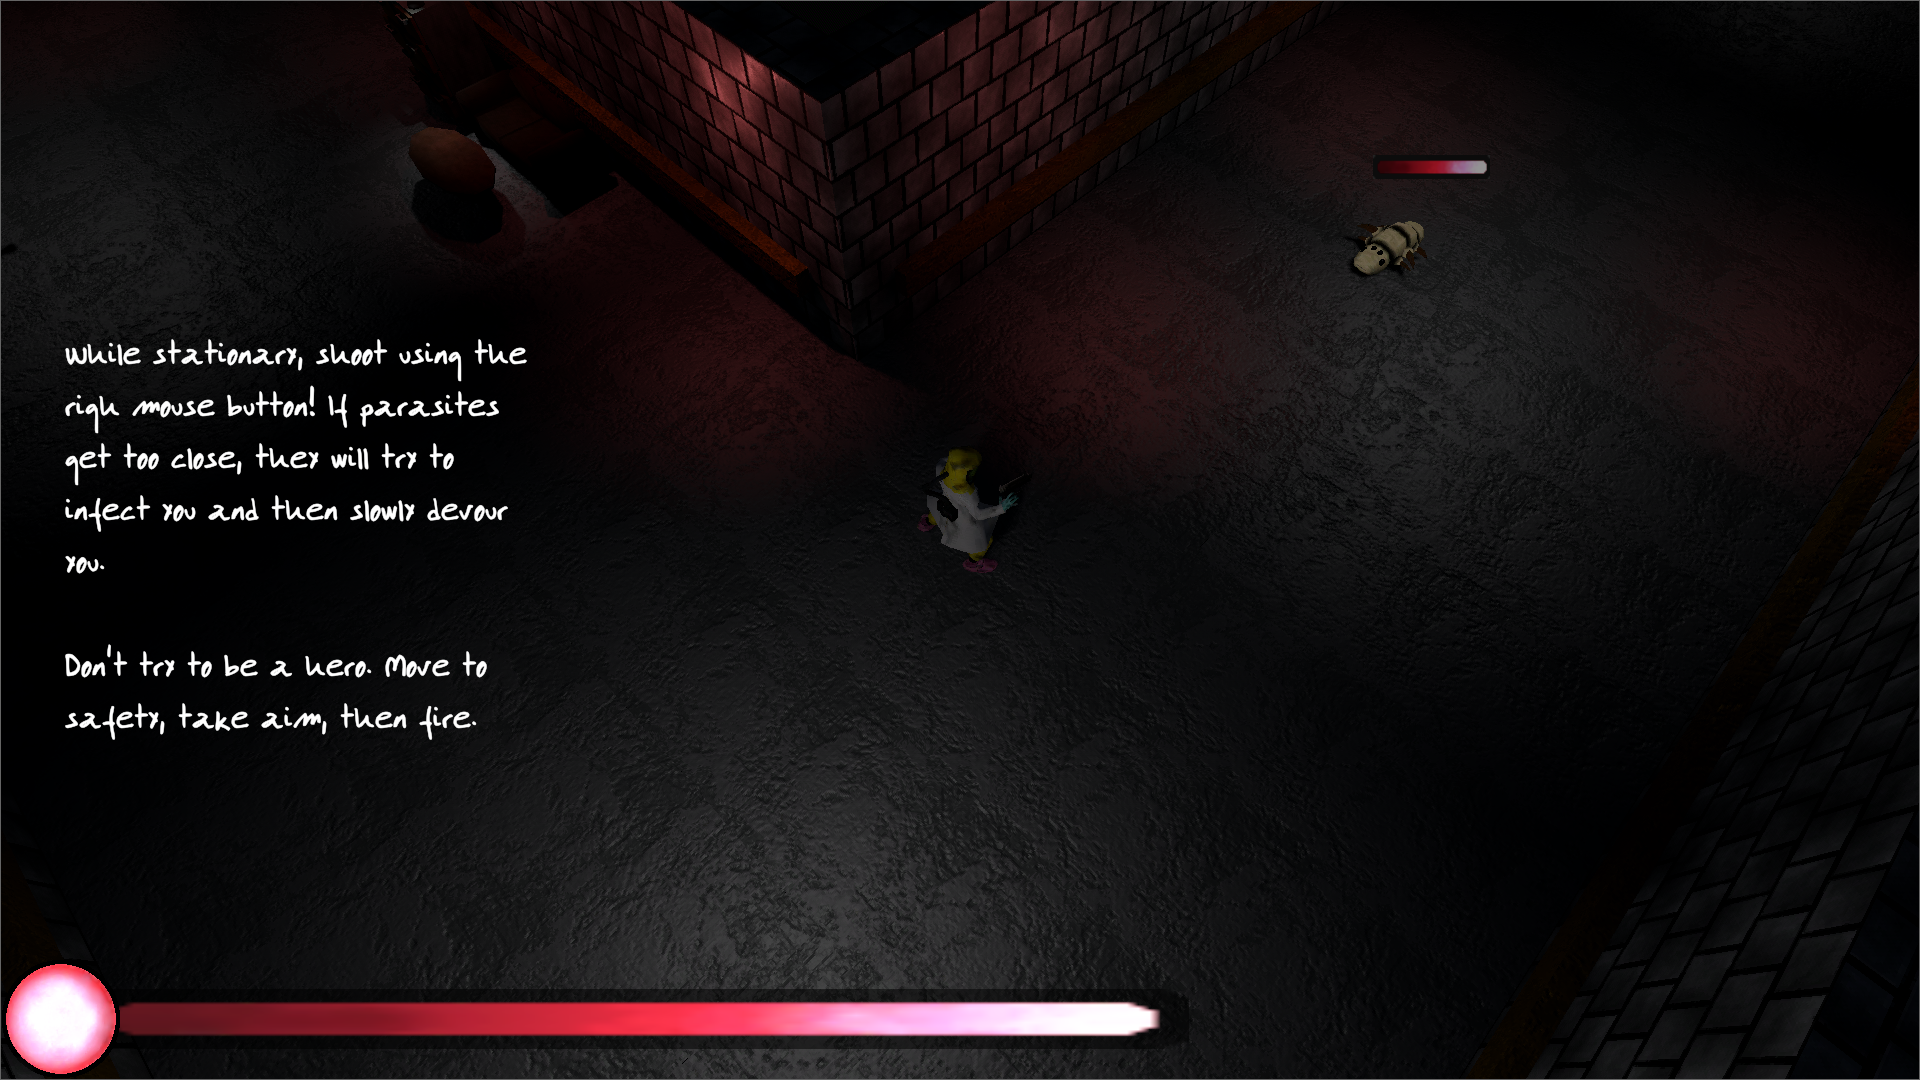 While stationary, shoot using the
righ mouse button! If parasites
get too close, they will try to
infect you and then slowly devour
you.
Don't try to be a hero. Move to
safety, take aim, then fire.